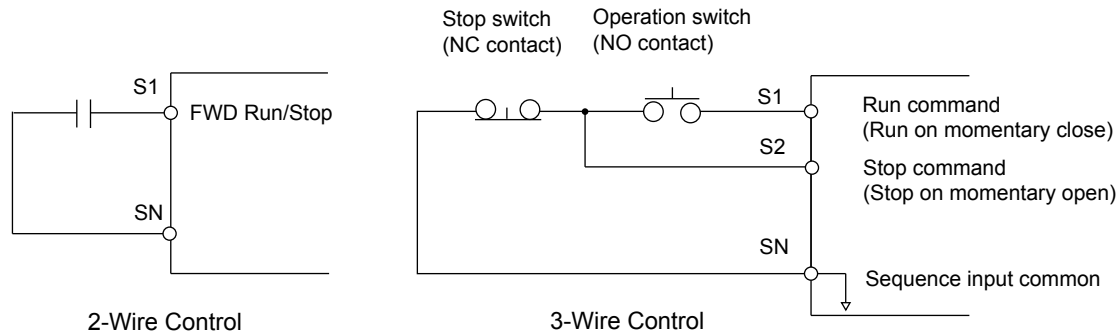 S1
FWD Run/Stop
SN
2-Wire Control
Stop switch
(NC contact)
Operation switch
(NO contact)
S1
Run command
(Run on momentary close)
S2
Stop command
(Stop on momentary open)
SN
Sequence input common
3-Wire Control